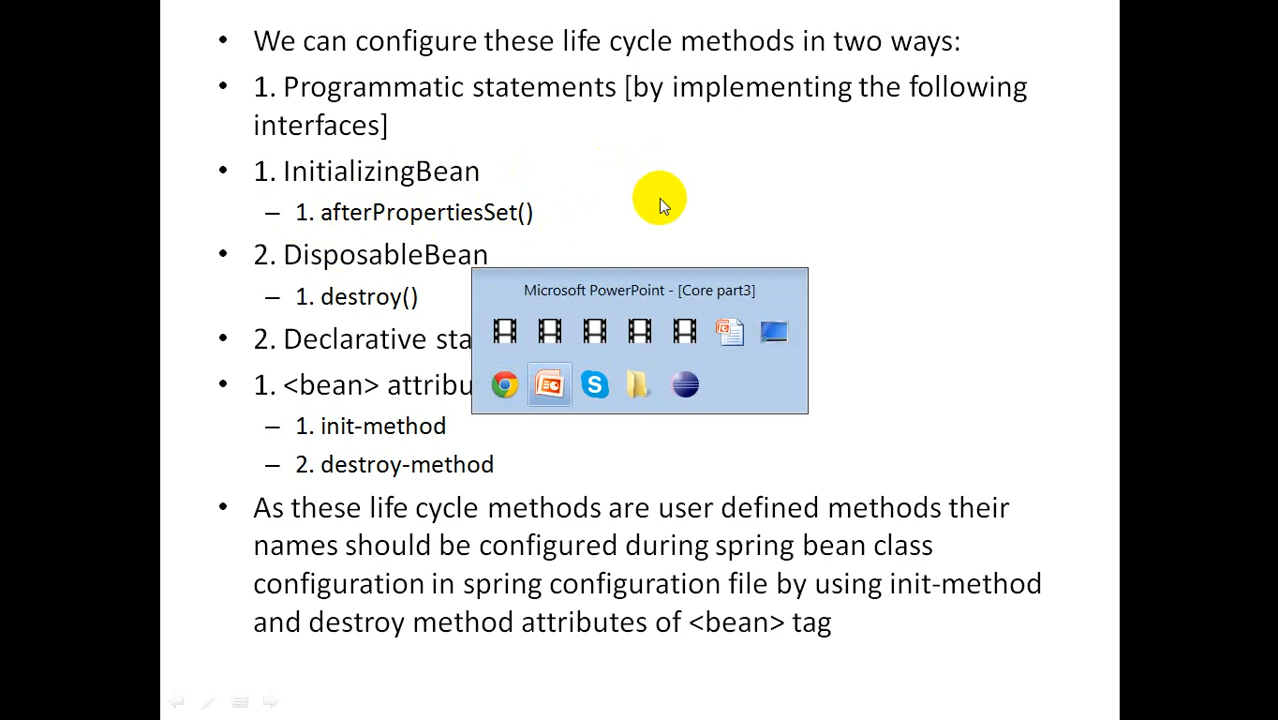 • We can configure these life cycle methods in two ways:
• 1. Programmatic statements [by implementing the following
interfaces]
• 1. InitializingBean
– 1. afterPropertiesSet()
• 2. DisposableBean
– 1. destroy()
Microsoft PowerPoint - [Core part3]
• 2. Declarative sta
• 1. <bean> attribu
– 1. init-method
– 2. destroy-method
• As these life cycle methods are user defined methods their
names should be configured during spring bean class
configuration in spring configuration file by using init-method
and destroy method attributes of <bean> tag